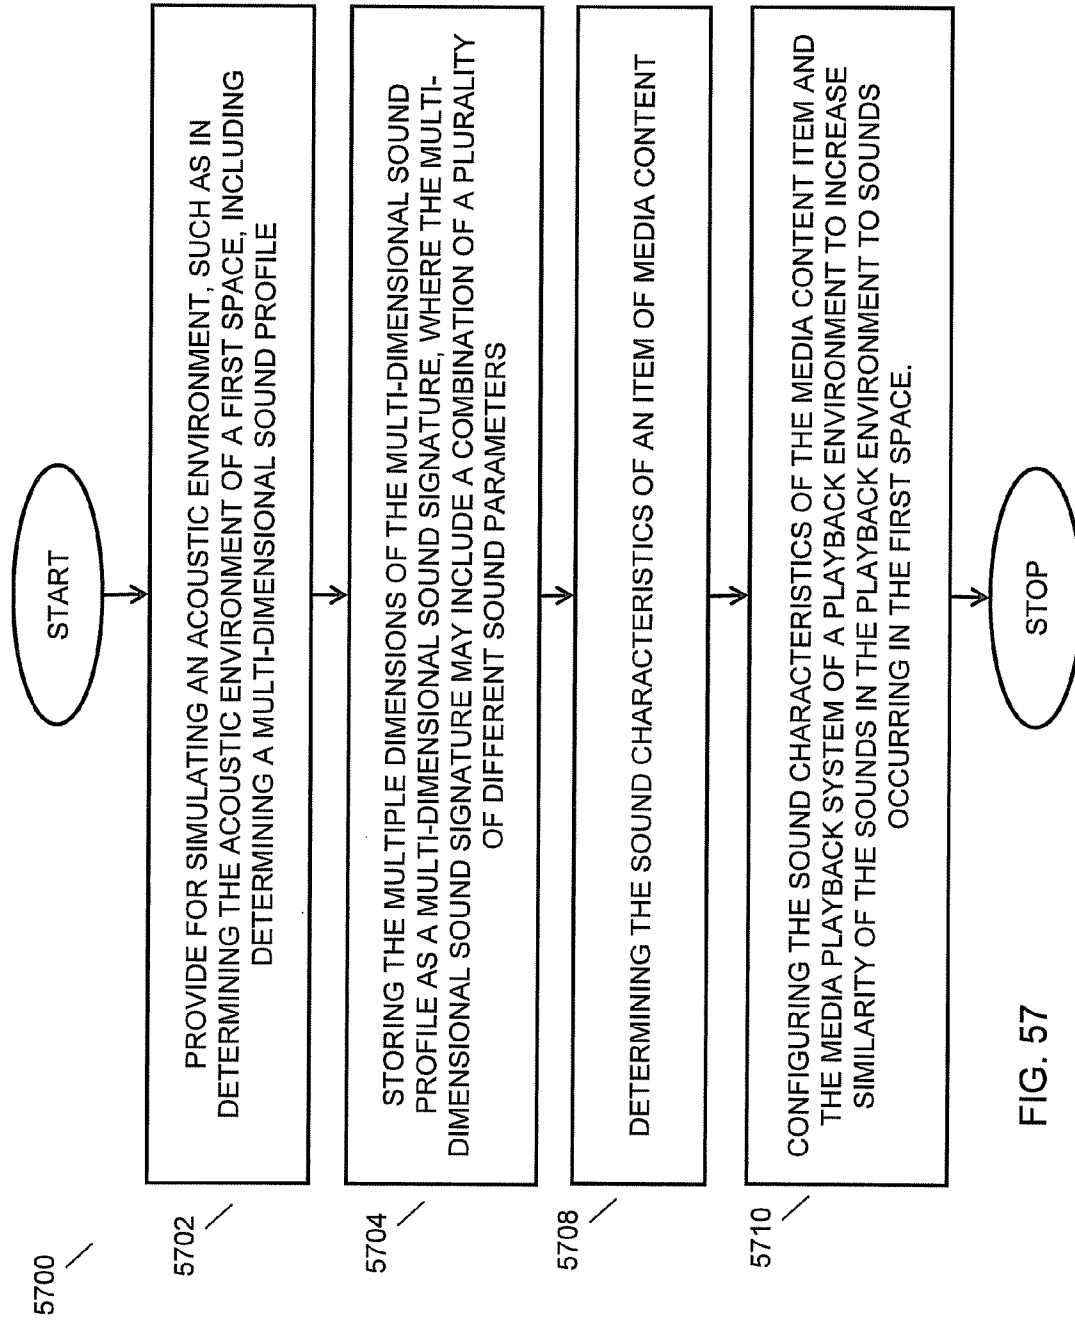 5700
START
5702
PROVIDE FOR SIMULATING AN ACOUSTIC ENVIRONMENT, SUCH AS IN
DETERMINING THE ACOUSTIC ENVIRONMENT OF A FIRST SPACE, INCLUDING
DETERMINING A MULTI-DIMENSIONAL SOUND PROFILE
5704
STORING THE MULTIPLE DIMENSIONS OF THE MULTI-DIMENSIONAL SOUND
PROFILE AS A MULTI-DIMENSIONAL SOUND SIGNATURE, WHERE THE MULTI-
DIMENSIONAL SOUND SIGNATURE MAY INCLUDE A COMBINATION OF A PLURALITY
OF DIFFERENT SOUND PARAMETERS
5708
DETERMINING THE SOUND CHARACTERISTICS OF AN ITEM OF MEDIA CONTENT
5710
CONFIGURING THE SOUND CHARACTERISTICS OF THE MEDIA CONTENT ITEM AND
THE MEDIA PLAYBACK SYSTEM OF A PLAYBACK ENVIRONMENT TO INCREASE
SIMILARITY OF THE SOUNDS IN THE PLAYBACK ENVIRONMENT TO SOUNDS
OCCURRING IN THE FIRST SPACE.
STOP
FIG. 57